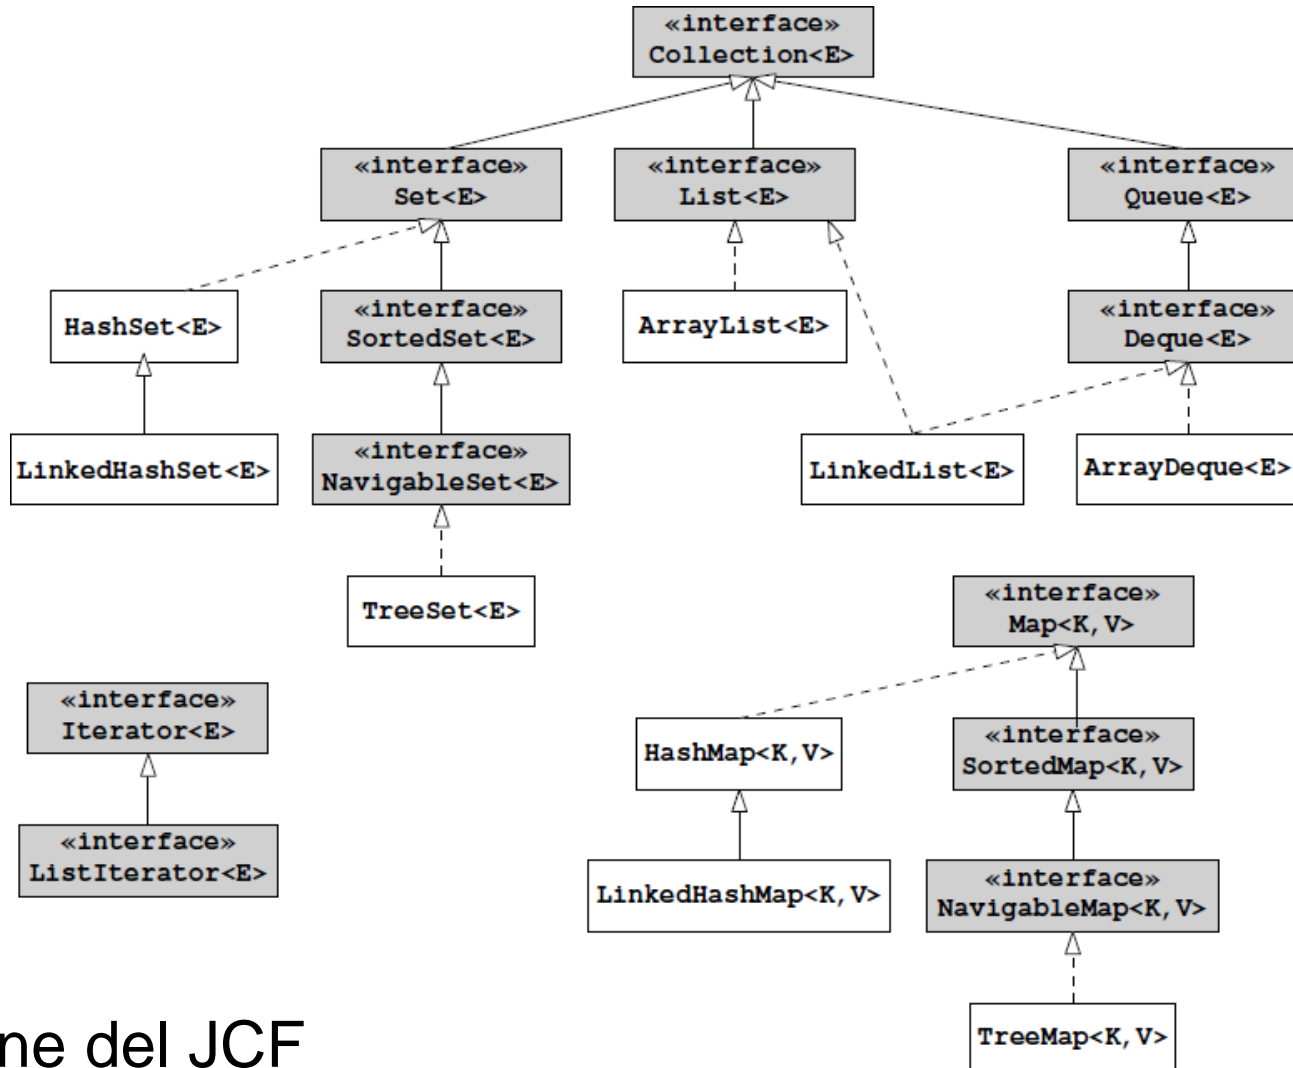 «interface»
Collection<E>
«interface»
Set<E>
«interface»
List<E>
«interface»
Queue<E>
HashSet<E>
«interface»
SortedSet<E>
ArrayList<E>
«interface»
Deque<E>
LinkedHashSet<E>
«interface»
NavigableSet<E>
LinkedList<E>
ArrayDeque<E>
TreeSet<E>
«interface»
Map<K,V>
«interface»
Iterator<E>
HashMap<K,V>
«interface»
SortedMap<K,V>
«interface»
ListIterator<E>
LinkedHashMap<K,V>
«interface»
NavigableMap<K,V>
TreeMap<K,V>
ne del JCF